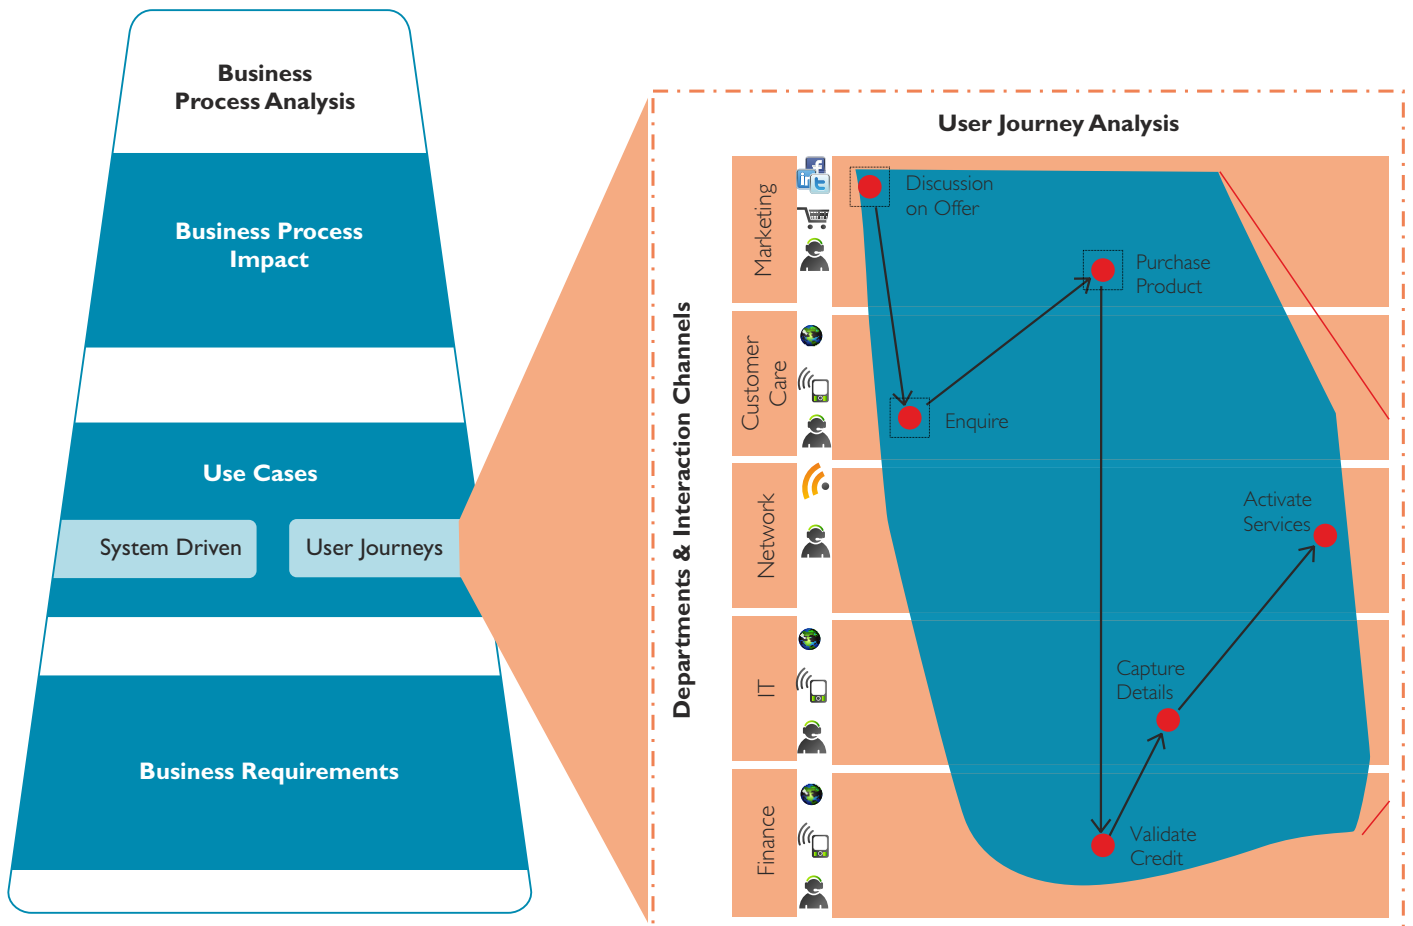 Business
Process Analysis
Business Process
Impact
Use Cases
System Driven
User Journeys
Business Requirements
User Journey Analysis
Departments & Interaction Channels
Marketing
f
in
t
Discussion
on Offer
Purchase
Product
Customer
Care
Enquire
Network
Activate
Services
IT
Capture
Details
Finance
Validate
Credit